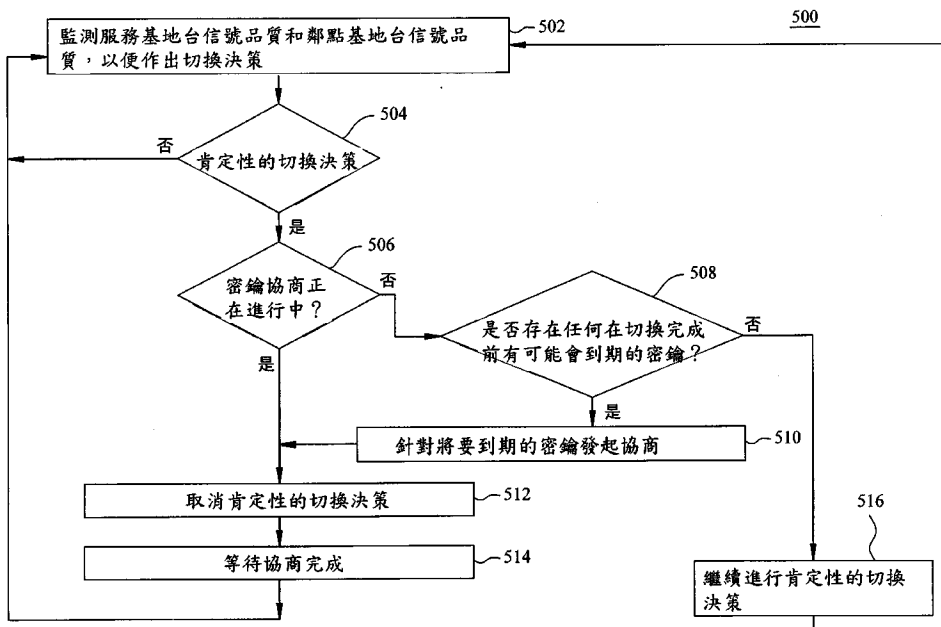 500
監測服務基地台信號品質和鄰點基地台信號品
質，以便作出切換決策
502
504
否
肯定性的切換決策
是
506
密鑰協商正
在進行中？
否
508
是否存在任何在切換完成
前有可能會到期的密鑰？
否
是
是
針對將要到期的密鑰發起協商
510
取消肯定性的切換決策
512
等待協商完成
514
516
繼續進行肯定性的切換
決策